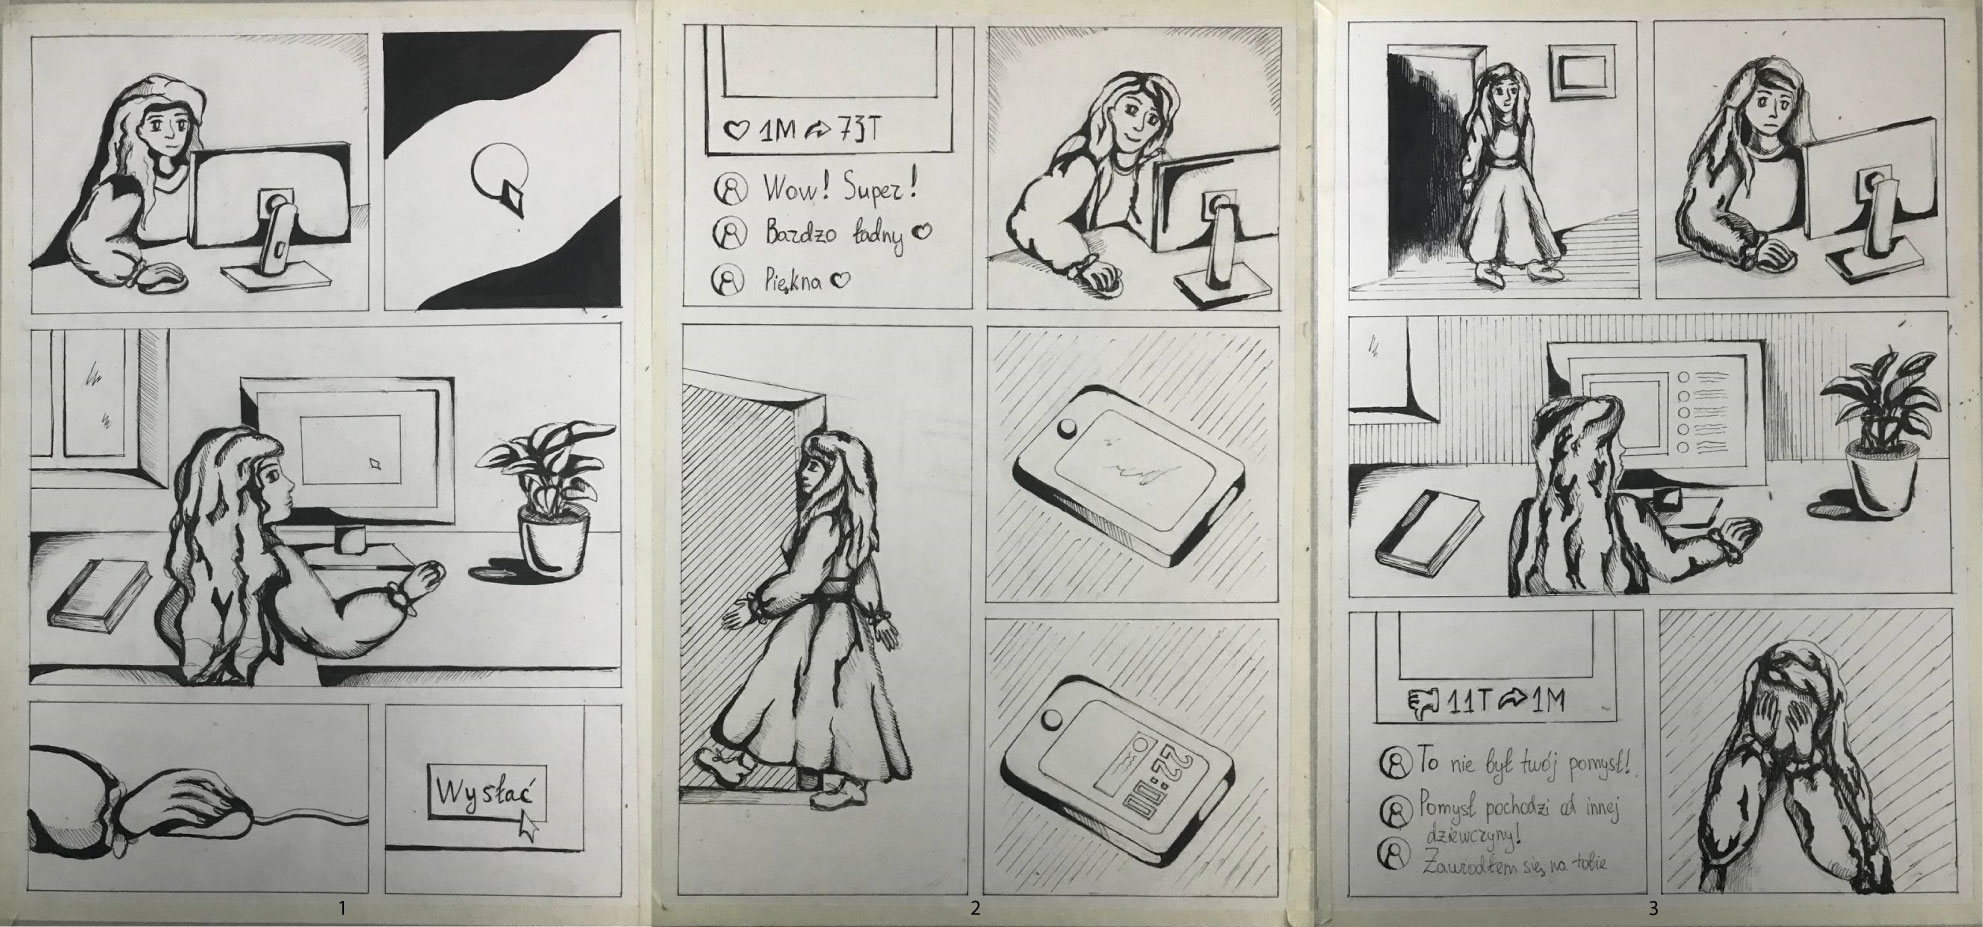 Wysłać
♡ 1M ↪ 73T
Wow! Super!
Bardzo ładny ♡
Piękna ♡
22:00
11T ↪ 1M
To nie był twój pomysł!
Pomysł pochodzi od innej
dziewczyny!
Zawiodłem się na tobie
1
2
3